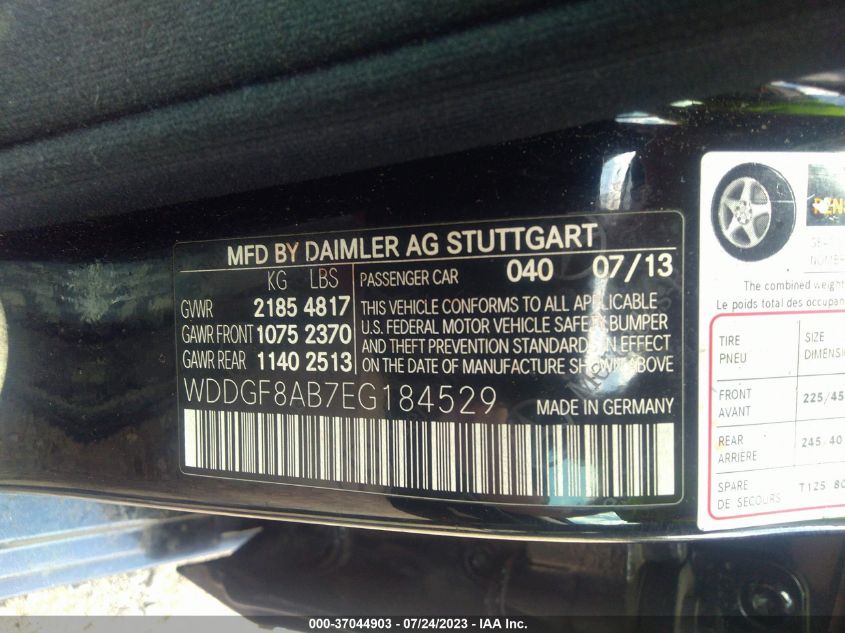 MFD BY DAIMLER AG STUTTGART
KG LBS
GVWR 2185 4817
GAWR FRONT 1075 2370
GAWR REAR 1140 2513
PASSENGER CAR 040 07/13
THIS VEHICLE CONFORMS TO ALL APPLICABLE
U.S. FEDERAL MOTOR VEHICLE SAFETY, BUMPER
AND THEFT PREVENTION STANDARDS IN EFFECT
ON THE DATE OF MANUFACTURE SHOWN ABOVE
WDDGF8AB7EG184529 MADE IN GERMANY
The combined weight
Le poids total des occupan
TIRE SIZE
PNEU DIMENSI
FRONT
AVANT 225/45
REAR
ARRIÈRE 245 40
SPARE
DE SECOURS T125 80
000-37044903 / 07/24/2023 - IAA Inc.